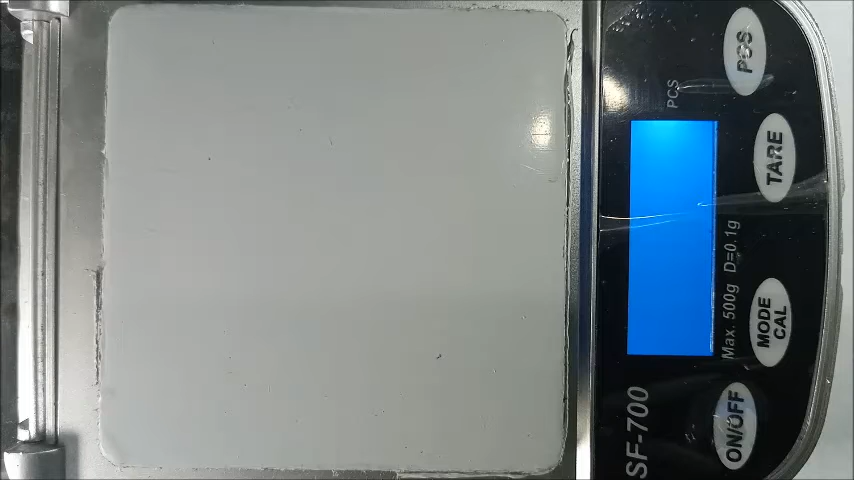 SF-700
Max. 500g D=0.1g
PCS
ON/OFF
MODE
CAL
TARE
PCS